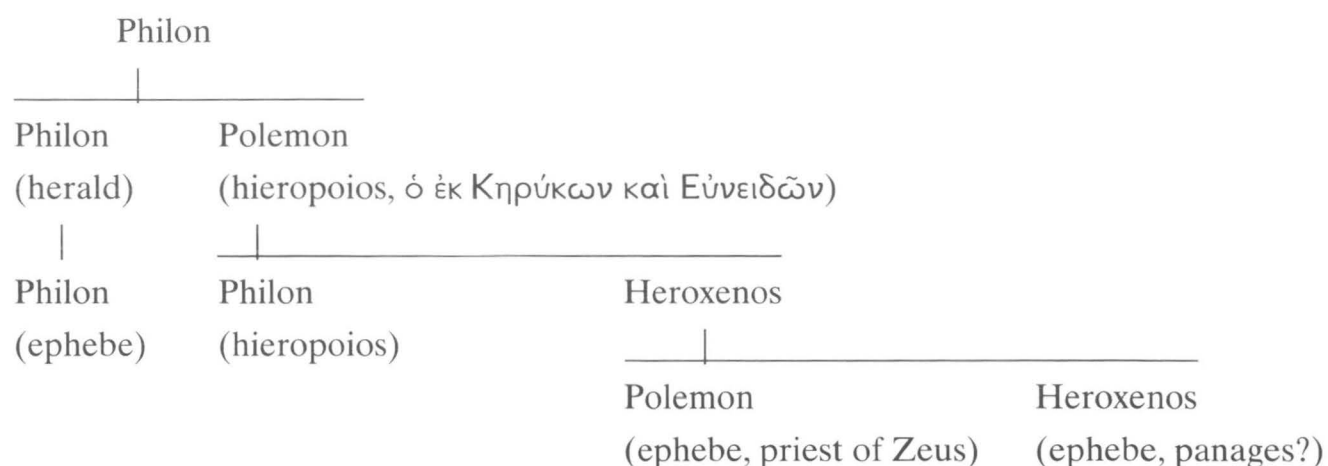 Philon
Philon Polemon
(herald) (hieropoios, ὁ ἐκ Κηρύκων καὶ Εὐνειδῶν)
Philon Philon Heroxenos
(ephebe) (hieropoios)
Polemon Heroxenos
(ephebe, priest of Zeus) (ephebe, panages?)